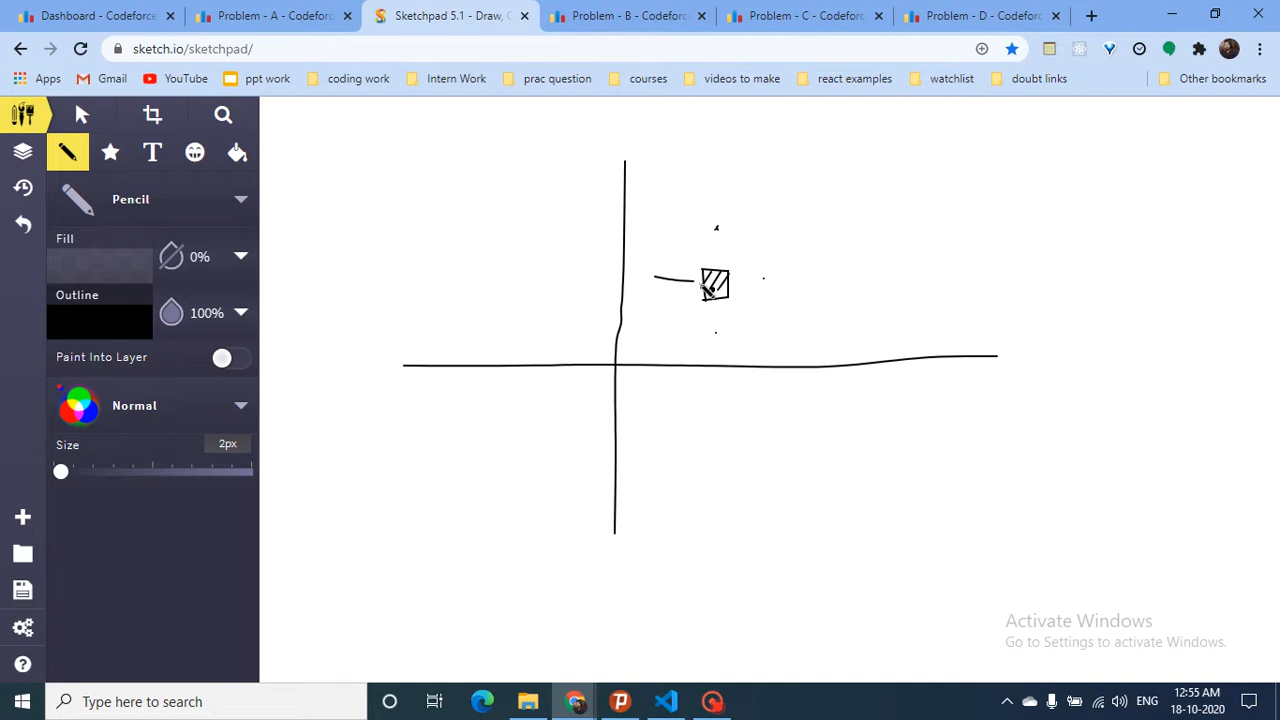 Dashboard - Codeforce
Problem - A - Codeforc
Sketchpad 5.1 - Draw, C
Problem - B - Codeforc
Problem - C - Codeforc
Problem - D - Codeforc
sketch.io/sketchpad/
Apps
Gmail
YouTube
ppt work
coding work
Intern Work
prac question
courses
videos to make
react examples
watchlist
doubt links
Other bookmarks
Pencil
Fill
0%
Outline
100%
Paint Into Layer
Normal
Size
2px
Activate Windows
Go to Settings to activate Windows.
Type here to search
ENG
12:55 AM
18-10-2020